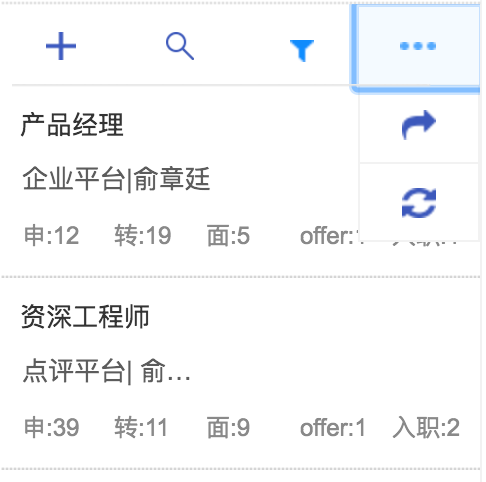 产品经理
企业平台|俞章廷
申:12 转:19 面:5 offer:
资深工程师
点评平台| 俞…
申:39 转:11 面:9 offer:1 入职:2